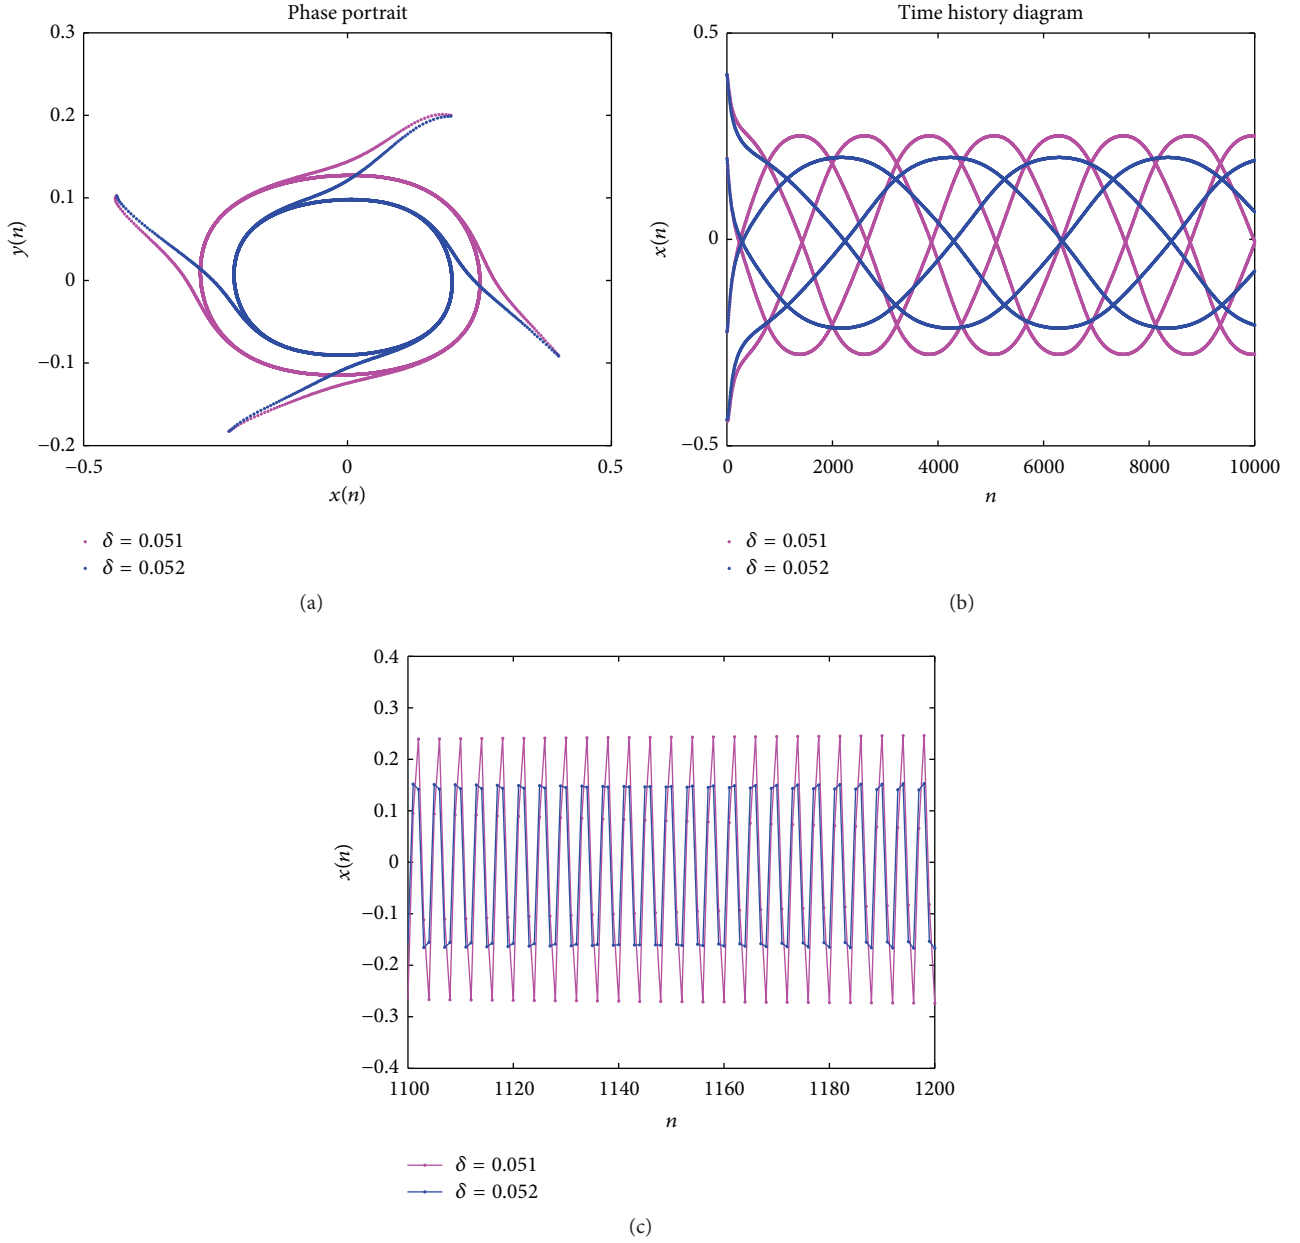 Phase portrait
0.3
0.2
0.1
0
−0.1
−0.2
y(n)
−0.5
0
0.5
x(n)
δ = 0.051
δ = 0.052
(a)
Time history diagram
0.5
0
−0.5
x(n)
0
2000
4000
6000
8000
10000
n
δ = 0.051
δ = 0.052
(b)
0.4
0.3
0.2
0.1
0
−0.1
−0.2
−0.3
−0.4
x(n)
1100
1120
1140
1160
1180
1200
n
δ = 0.051
δ = 0.052
(c)